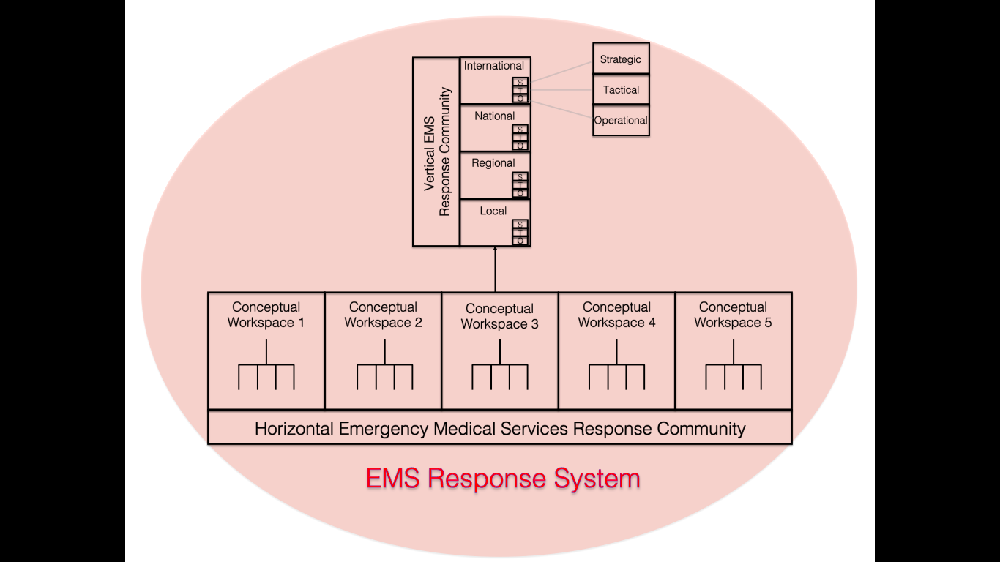 International
S
T
O
Strategic
Tactical
Operational
Vertical EMS
Response Community
National
S
T
O
Regional
S
T
O
Local
S
T
O
Conceptual
Workspace 1
Conceptual
Workspace 2
Conceptual
Workspace 3
Conceptual
Workspace 4
Conceptual
Workspace 5
Horizontal Emergency Medical Services Response Community
EMS Response System